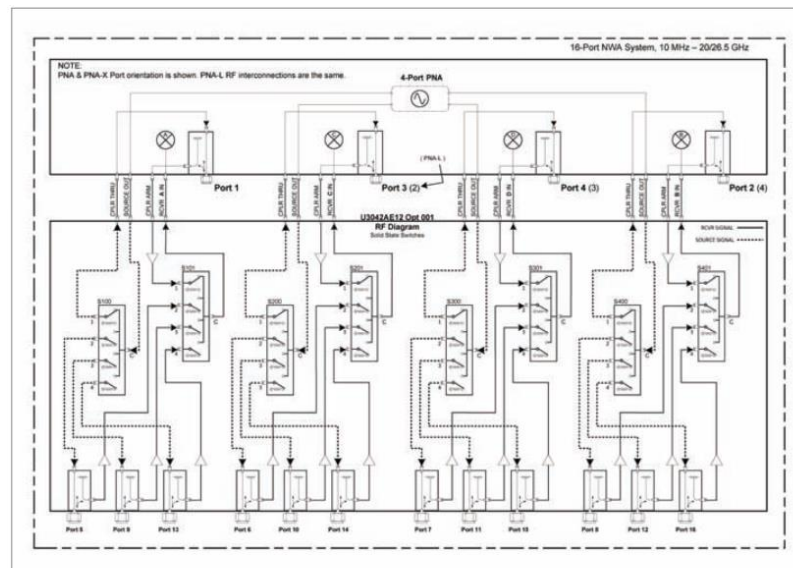 16-Port NWA System, 10 MHz – 20/26.5 GHz
NOTE:
PNA & PNA-X Port orientation is shown. PNA-L RF interconnections are the same.
4-Port PNA
A
C
D
B
Port 1
Port 3 (2)
( PNA-L )
Port 4 (3)
Port 2 (4)
CPLR THRU
SOURCE OUT
CPLR ARM
RCVR A IN
CPLR THRU
SOURCE OUT
CPLR ARM
RCVR C IN
CPLR THRU
SOURCE OUT
CPLR ARM
RCVR D IN
CPLR THRU
SOURCE OUT
CPLR ARM
RCVR B IN
U3042AE12 Opt 001
RF Diagram
Solid State Switches
RCVR SIGNAL
SOURCE SIGNAL
S101
S201
S301
S401
S100
S200
S300
S400
Port 5
Port 9
Port 13
Port 6
Port 10
Port 14
Port 7
Port 11
Port 15
Port 8
Port 12
Port 16